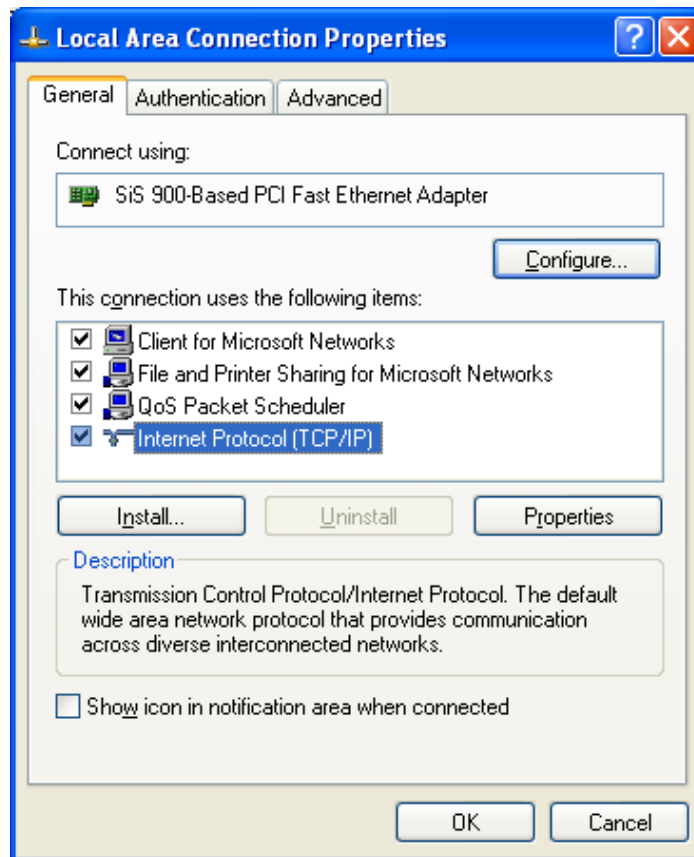 Local Area Connection Properties
General Authentication Advanced
Connect using:
SiS 900-Based PCI Fast Ethernet Adapter
Configure...
This connection uses the following items:
Client for Microsoft Networks
File and Printer Sharing for Microsoft Networks
QoS Packet Scheduler
Internet Protocol (TCP/IP)
Install... Uninstall Properties
Description
Transmission Control Protocol/Internet Protocol. The default
wide area network protocol that provides communication
across diverse interconnected networks.
Show icon in notification area when connected
OK Cancel